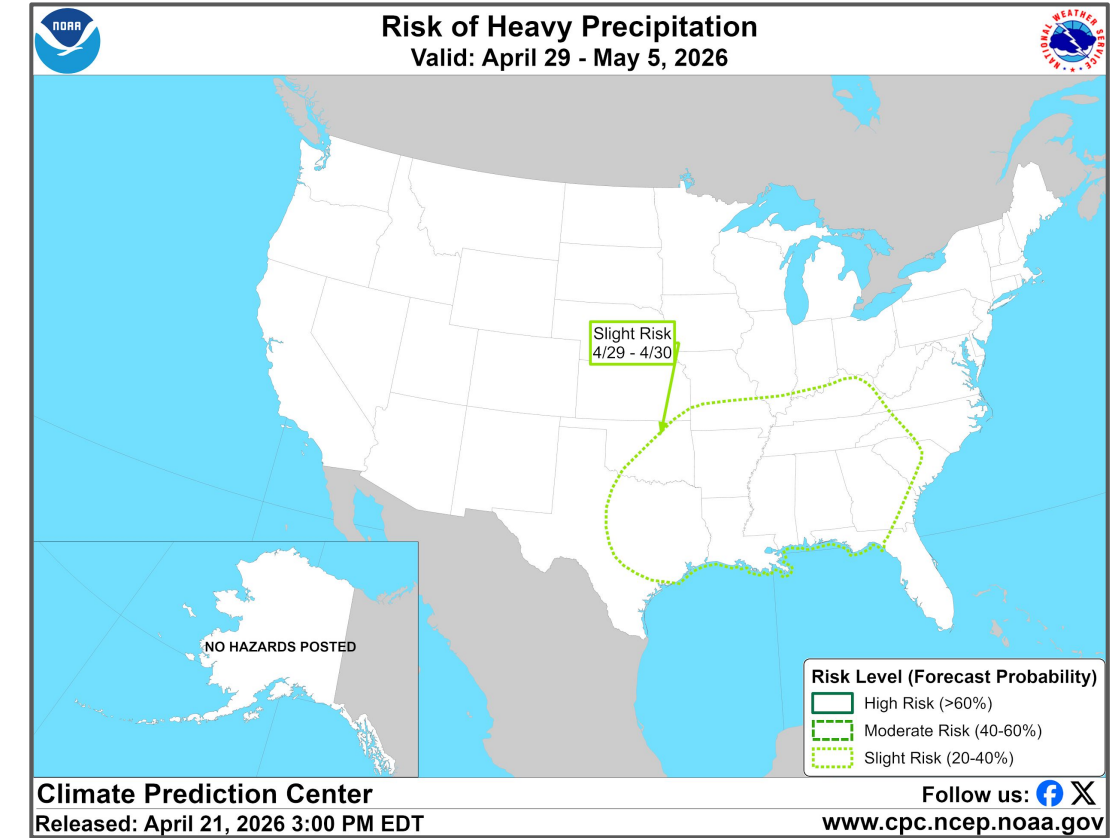 NOAA
Risk of Heavy Precipitation
Valid: April 29 - May 5, 2026
NATIONAL WEATHER SERVICE
Slight Risk
4/29 - 4/30
NO HAZARDS POSTED
Risk Level (Forecast Probability)
High Risk (>60%)
Moderate Risk (40-60%)
Slight Risk (20-40%)
Climate Prediction Center
Follow us:
Released: April 21, 2026 3:00 PM EDT
www.cpc.ncep.noaa.gov